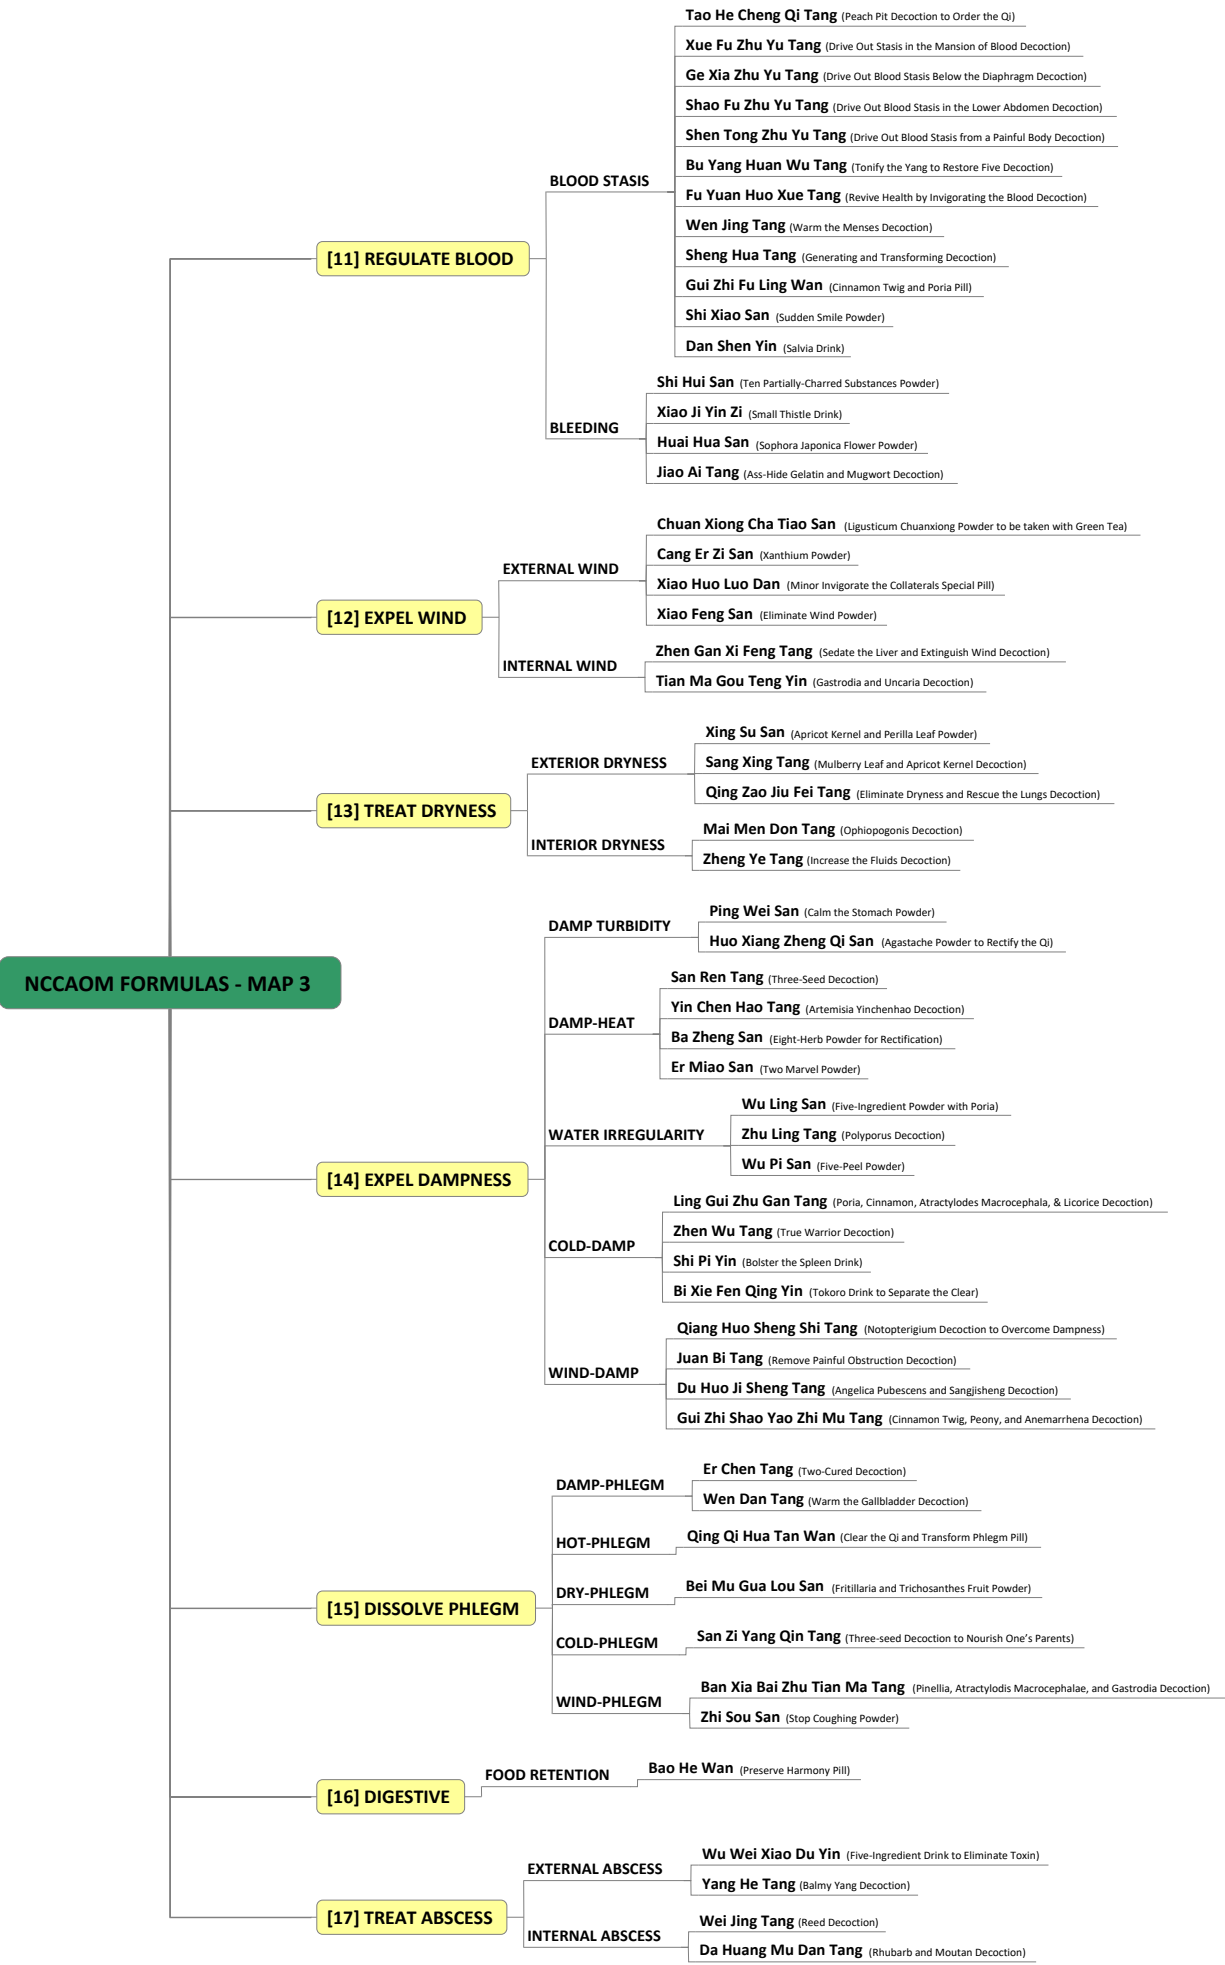 NCCAOM FORMULAS - MAP 3
[11] REGULATE BLOOD
BLOOD STASIS
Tao He Cheng Qi Tang (Peach Pit Decoction to Order the Qi)
Xue Fu Zhu Yu Tang (Drive Out Stasis in the Mansion of Blood Decoction)
Ge Xia Zhu Yu Tang (Drive Out Blood Stasis Below the Diaphragm Decoction)
Shao Fu Zhu Yu Tang (Drive Out Blood Stasis in the Lower Abdomen Decoction)
Shen Tong Zhu Yu Tang (Drive Out Blood Stasis from a Painful Body Decoction)
Bu Yang Huan Wu Tang (Tonify the Yang to Restore Five Decoction)
Fu Yuan Huo Xue Tang (Revive Health by Invigorating the Blood Decoction)
Wen Jing Tang (Warm the Menses Decoction)
Sheng Hua Tang (Generating and Transforming Decoction)
Gui Zhi Fu Ling Wan (Cinnamon Twig and Poria Pill)
Shi Xiao San (Sudden Smile Powder)
Dan Shen Yin (Salvia Drink)
BLEEDING
Shi Hui San (Ten Partially-Charred Substances Powder)
Xiao Ji Yin Zi (Small Thistle Drink)
Huai Hua San (Sophora Japonica Flower Powder)
Jiao Ai Tang (Ass-Hide Gelatin and Mugwort Decoction)
[12] EXPEL WIND
EXTERNAL WIND
Chuan Xiong Cha Tiao San (Ligusticum Chuanxiong Powder to be taken with Green Tea)
Cang Er Zi San (Xanthium Powder)
Xiao Huo Luo Dan (Minor Invigorate the Collaterals Special Pill)
Xiao Feng San (Eliminate Wind Powder)
INTERNAL WIND
Zhen Gan Xi Feng Tang (Sedate the Liver and Extinguish Wind Decoction)
Tian Ma Gou Teng Yin (Gastrodia and Uncaria Decoction)
[13] TREAT DRYNESS
EXTERIOR DRYNESS
Xing Su San (Apricot Kernel and Perilla Leaf Powder)
Sang Xing Tang (Mulberry Leaf and Apricot Kernel Decoction)
Qing Zao Jiu Fei Tang (Eliminate Dryness and Rescue the Lungs Decoction)
INTERIOR DRYNESS
Mai Men Don Tang (Ophiopogonis Decoction)
Zheng Ye Tang (Increase the Fluids Decoction)
[14] EXPEL DAMPNESS
DAMP TURBIDITY
Ping Wei San (Calm the Stomach Powder)
Huo Xiang Zheng Qi San (Agastache Powder to Rectify the Qi)
DAMP-HEAT
San Ren Tang (Three-Seed Decoction)
Yin Chen Hao Tang (Artemisia Yinchenhao Decoction)
Ba Zheng San (Eight-Herb Powder for Rectification)
Er Miao San (Two Marvel Powder)
WATER IRREGULARITY
Wu Ling San (Five-Ingredient Powder with Poria)
Zhu Ling Tang (Polyporus Decoction)
Wu Pi San (Five-Peel Powder)
COLD-DAMP
Ling Gui Zhu Gan Tang (Poria, Cinnamon, Atractylodes Macrocephala, & Licorice Decoction)
Zhen Wu Tang (True Warrior Decoction)
Shi Pi Yin (Bolster the Spleen Drink)
Bi Xie Fen Qing Yin (Tokoro Drink to Separate the Clear)
WIND-DAMP
Qiang Huo Sheng Shi Tang (Notopterigium Decoction to Overcome Dampness)
Juan Bi Tang (Remove Painful Obstruction Decoction)
Du Huo Ji Sheng Tang (Angelica Pubescens and Sangjisheng Decoction)
Gui Zhi Shao Yao Zhi Mu Tang (Cinnamon Twig, Peony, and Anemarrhena Decoction)
[15] DISSOLVE PHLEGM
DAMP-PHLEGM
Er Chen Tang (Two-Cured Decoction)
Wen Dan Tang (Warm the Gallbladder Decoction)
HOT-PHLEGM
Qing Qi Hua Tan Wan (Clear the Qi and Transform Phlegm Pill)
DRY-PHLEGM
Bei Mu Gua Lou San (Fritillaria and Trichosanthes Fruit Powder)
COLD-PHLEGM
San Zi Yang Qin Tang (Three-seed Decoction to Nourish One's Parents)
WIND-PHLEGM
Ban Xia Bai Zhu Tian Ma Tang (Pinellia, Atractylodis Macrocephalae, and Gastrodia Decoction)
Zhi Sou San (Stop Coughing Powder)
[16] DIGESTIVE
FOOD RETENTION
Bao He Wan (Preserve Harmony Pill)
[17] TREAT ABSCESS
EXTERNAL ABSCESS
Wu Wei Xiao Du Yin (Five-Ingredient Drink to Eliminate Toxin)
Yang He Tang (Balmy Yang Decoction)
INTERNAL ABSCESS
Wei Jing Tang (Reed Decoction)
Da Huang Mu Dan Tang (Rhubarb and Moutan Decoction)